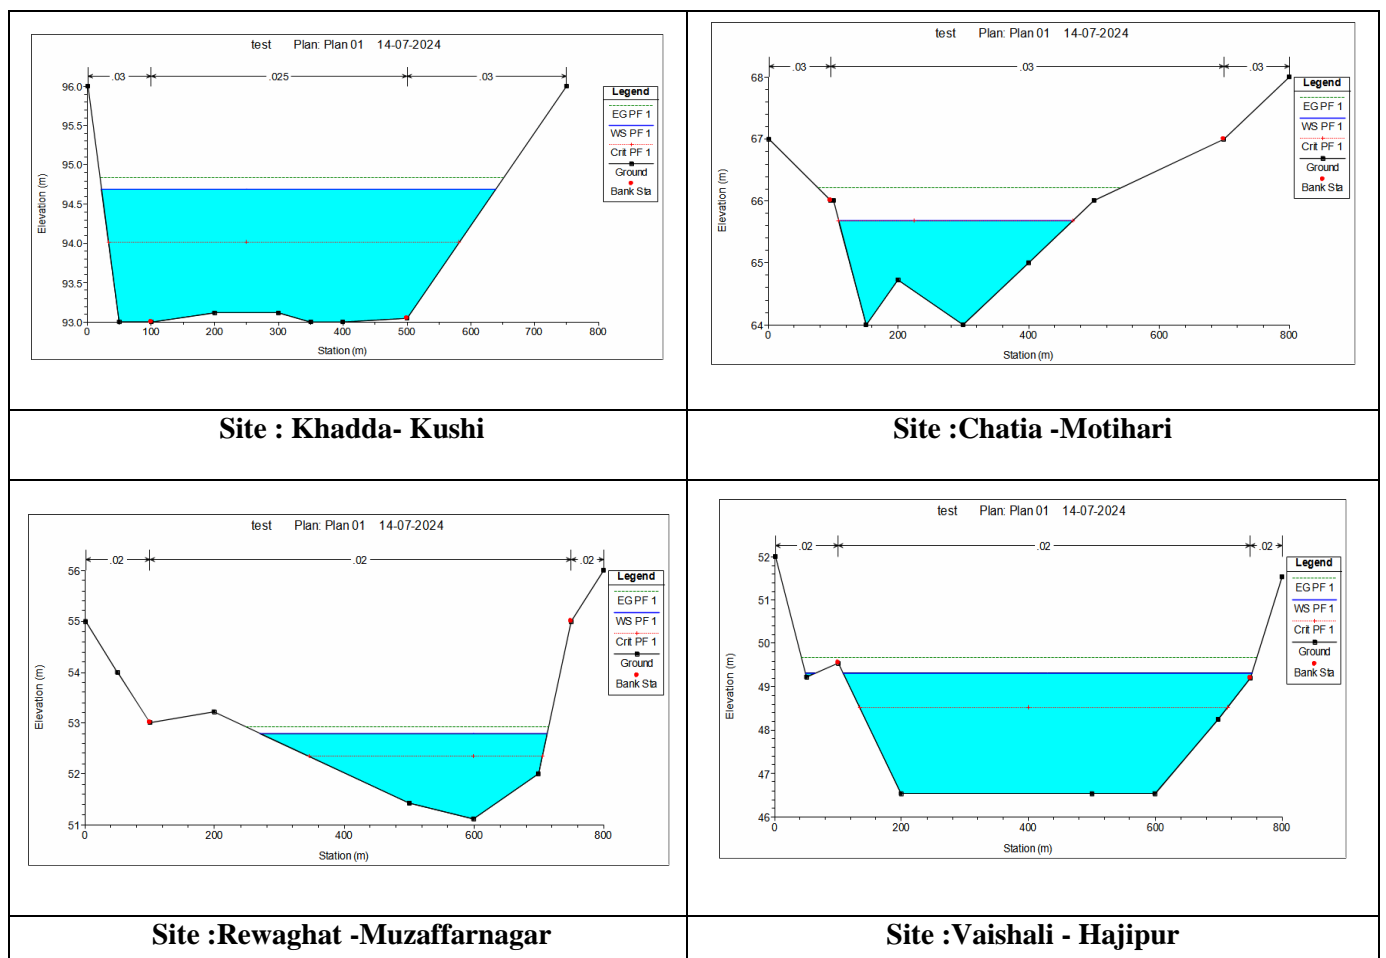 test Plan: Plan 01 14-07-2024
.03 .025 .03
96.0
95.5
95.0
94.5
94.0
93.5
93.0
0 100 200 300 400 500 600 700 800
Elevation (m)
Station (m)
Legend
EG PF 1
WS PF 1
Crit PF 1
Ground
Bank Sta
test Plan: Plan 01 14-07-2024
.03 .03 .03
68
67
66
65
64
0 200 400 600 800
Elevation (m)
Station (m)
Legend
EG PF 1
WS PF 1
Crit PF 1
Ground
Bank Sta
Site : Khadda- Kushi
Site :Chatia -Motihari
test Plan: Plan 01 14-07-2024
.02 .02 .02
56
55
54
53
52
51
0 200 400 600 800
Elevation (m)
Station (m)
Legend
EG PF 1
WS PF 1
Crit PF 1
Ground
Bank Sta
test Plan: Plan 01 14-07-2024
.02 .02 .02
52
51
50
49
48
47
46
0 200 400 600 800
Elevation (m)
Station (m)
Legend
EG PF 1
WS PF 1
Crit PF 1
Ground
Bank Sta
Site :Rewaghat -Muzaffarnagar
Site :Vaishali - Hajipur